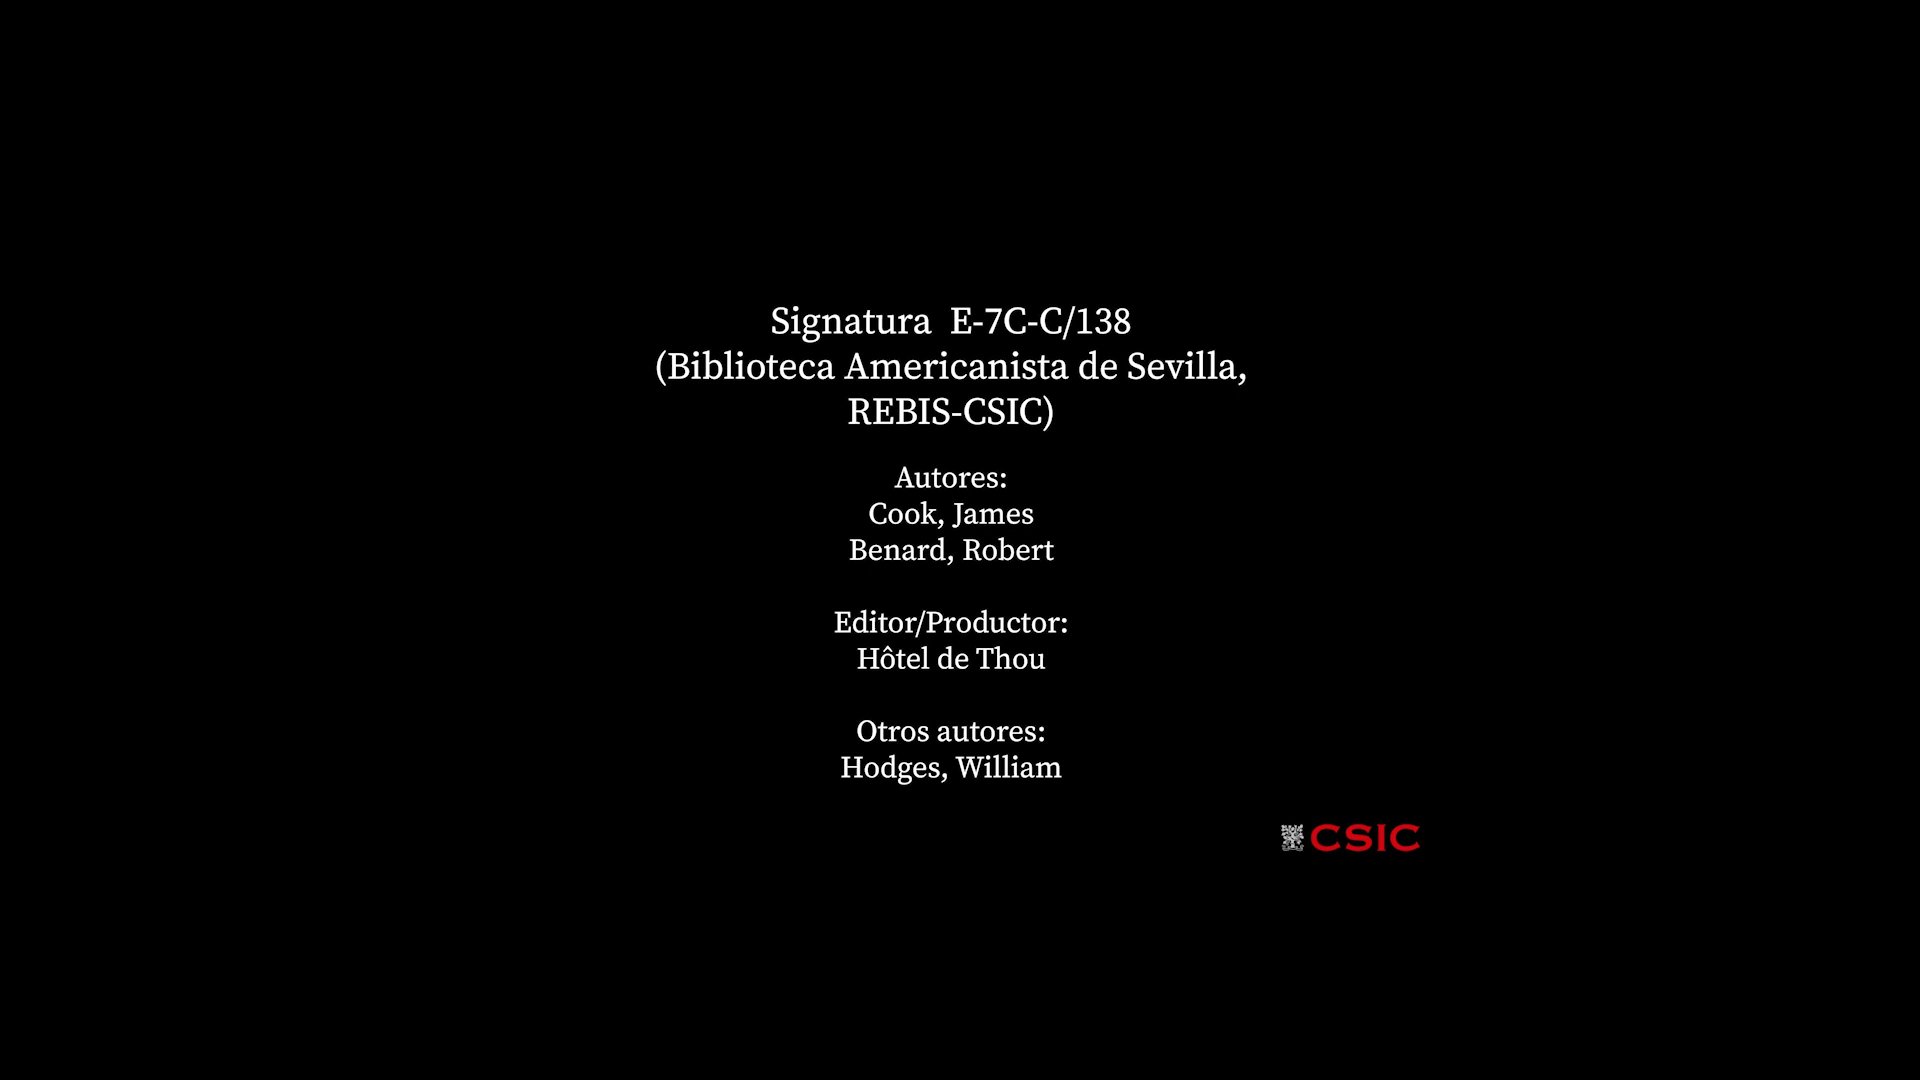 Signatura  E-7C-C/138
(Biblioteca Americanista de Sevilla,
REBIS-CSIC)
Autores:
Cook, James
Benard, Robert
Editor/Productor:
Hôtel de Thou
Otros autores:
Hodges, William
CSIC